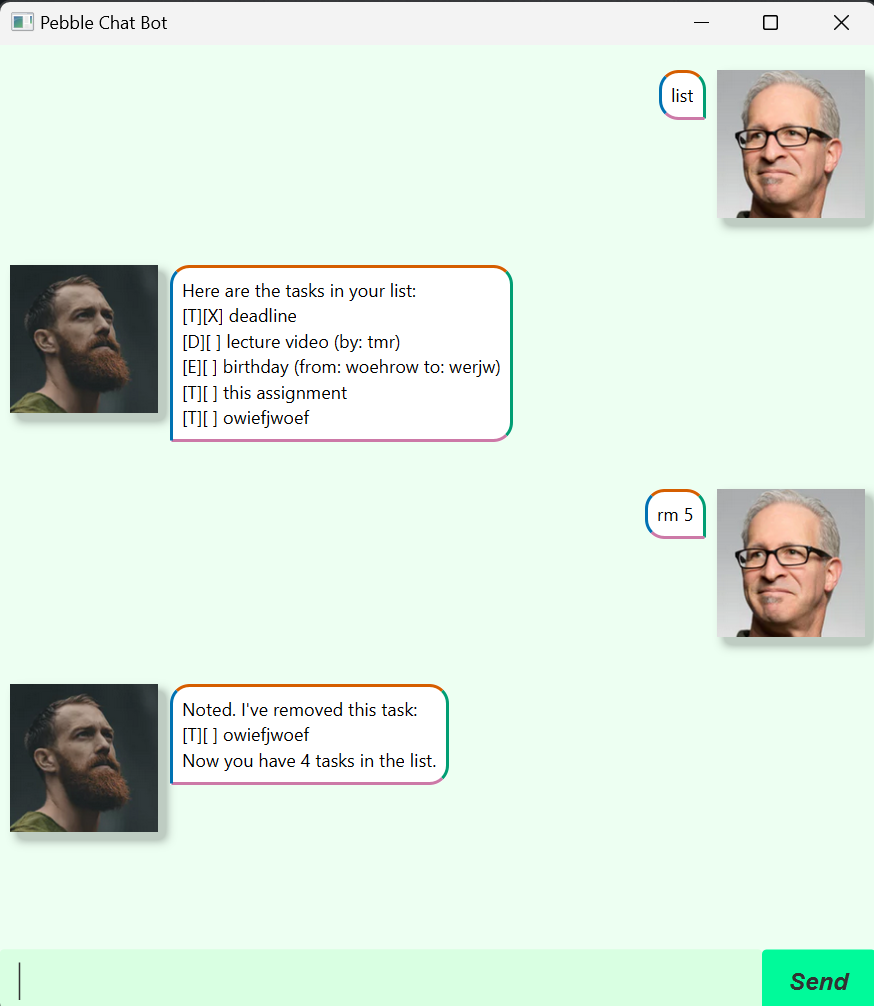 Pebble Chat Bot
list
Here are the tasks in your list:
[T][X] deadline
[D][ ] lecture video (by: tmr)
[E][ ] birthday (from: woehrow to: werjw)
[T][ ] this assignment
[T][ ] owiefjwoef
rm 5
Noted. I've removed this task:
[T][ ] owiefjwoef
Now you have 4 tasks in the list.
Send